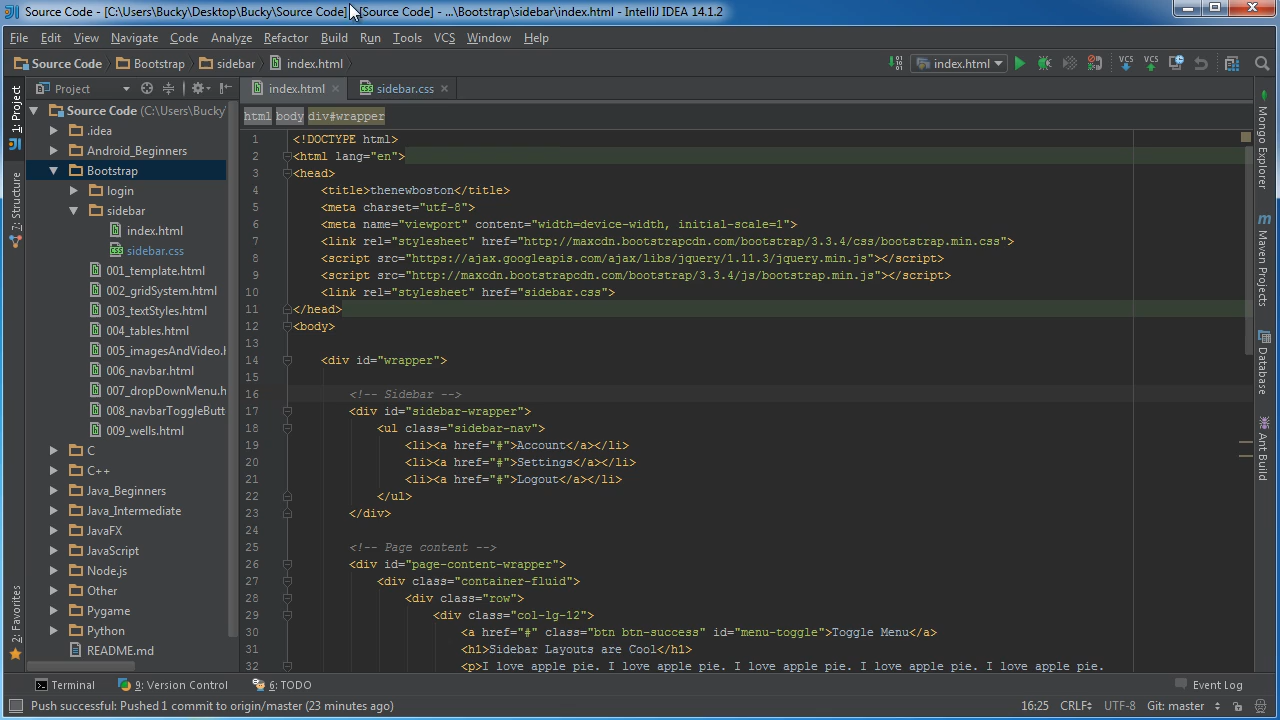 Source Code - [C:\Users\Bucky\Desktop\Bucky\Source Code] - [Source Code] - ...\Bootstrap\sidebar\index.html - IntelliJ IDEA 14.1.2
File Edit View Navigate Code Analyze Refactor Build Run Tools VCS Window Help
Source Code Bootstrap sidebar index.html index.html VCS VCS
1: Project
7: Structure
2: Favorites
Project
Source Code (C:\Users\Bucky
.idea
Android_Beginners
Bootstrap
login
sidebar
index.html
sidebar.css
001_template.html
002_gridSystem.html
003_textStyles.html
004_tables.html
005_imagesAndVideo.h
006_navbar.html
007_dropDownMenu.h
008_navbarToggleButt
009_wells.html
C
C++
Java_Beginners
Java_Intermediate
JavaFX
JavaScript
Node.js
Other
Pygame
Python
README.md
index.html sidebar.css
html body div#wrapper
1 <!DOCTYPE html>
2 <html lang="en">
3 <head>
4 <title>thenewboston</title>
5 <meta charset="utf-8">
6 <meta name="viewport" content="width=device-width, initial-scale=1">
7 <link rel="stylesheet" href="http://maxcdn.bootstrapcdn.com/bootstrap/3.3.4/css/bootstrap.min.css">
8 <script src="https://ajax.googleapis.com/ajax/libs/jquery/1.11.3/jquery.min.js"></script>
9 <script src="http://maxcdn.bootstrapcdn.com/bootstrap/3.3.4/js/bootstrap.min.js"></script>
10 <link rel="stylesheet" href="sidebar.css">
11 </head>
12 <body>
13
14 <div id="wrapper">
15
16 <!-- Sidebar -->
17 <div id="sidebar-wrapper">
18 <ul class="sidebar-nav">
19 <li><a href="#">Account</a></li>
20 <li><a href="#">Settings</a></li>
21 <li><a href="#">Logout</a></li>
22 </ul>
23 </div>
24
25 <!-- Page content -->
26 <div id="page-content-wrapper">
27 <div class="container-fluid">
28 <div class="row">
29 <div class="col-lg-12">
30 <a href="#" class="btn btn-success" id="menu-toggle">Toggle Menu</a>
31 <h1>Sidebar Layouts are Cool</h1>
32 <p>I love apple pie. I love apple pie. I love apple pie. I love apple pie. I love apple pie.
Mongo Explorer
m Maven Projects
Database
Ant Build
Terminal 9: Version Control 6: TODO Event Log
Push successful: Pushed 1 commit to origin/master (23 minutes ago) 16:25 CRLF UTF-8 Git: master